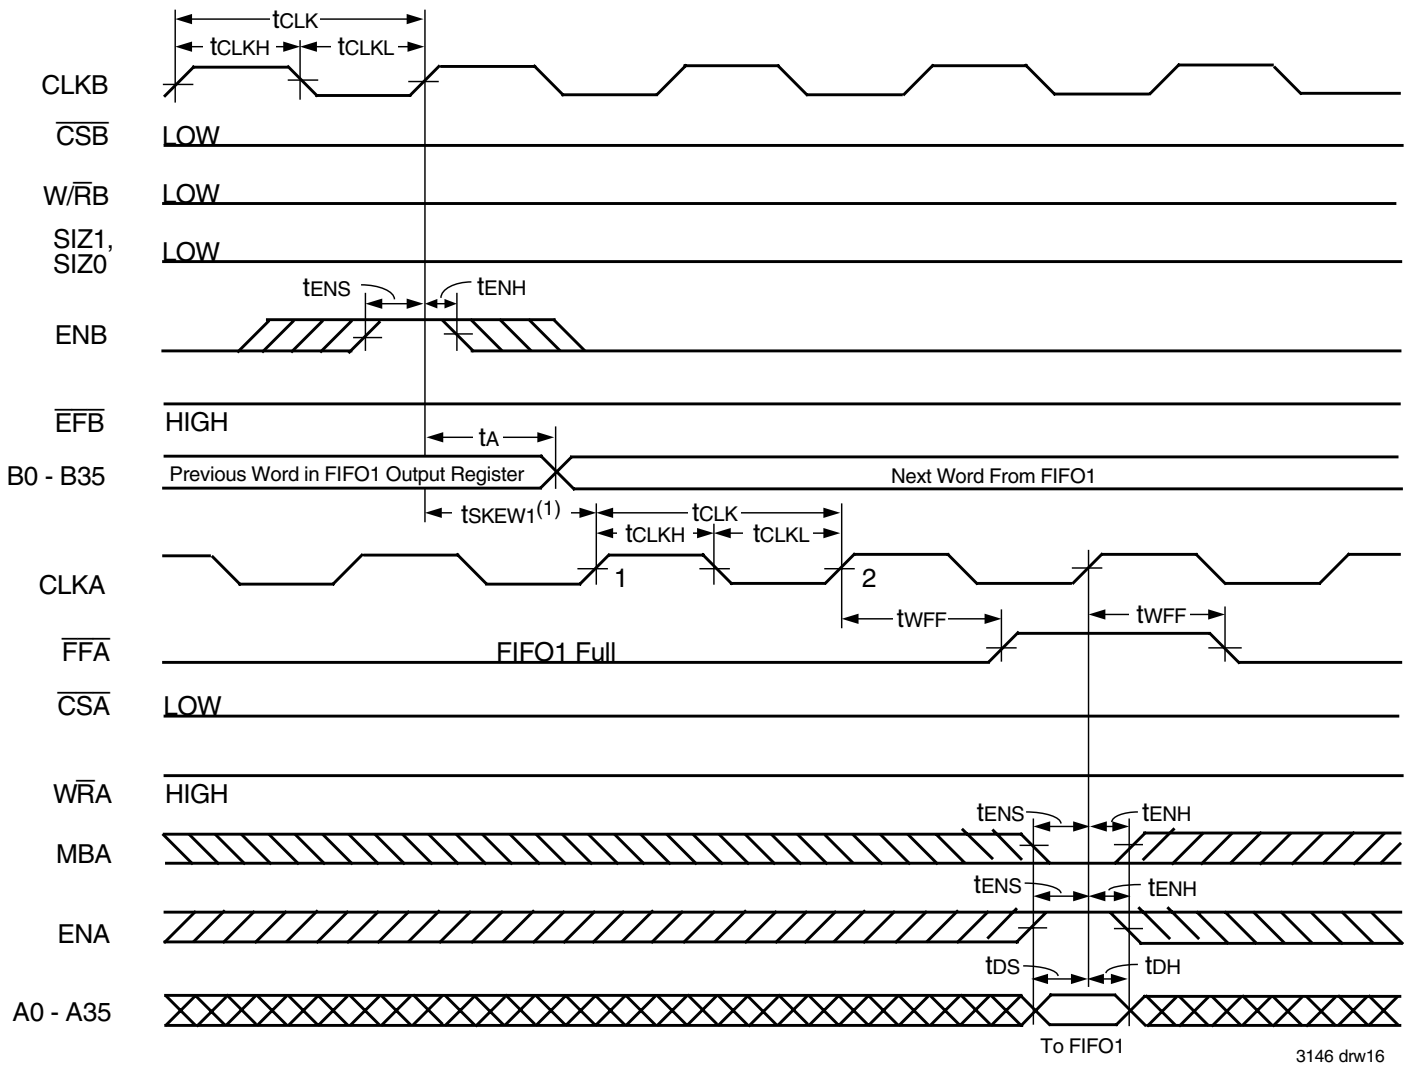 tCLK
tCLKH tCLKL
CLKB
CSB LOW
W/RB LOW
SIZ1,
SIZ0 LOW
tENS tENH
ENB
EFB HIGH
tA
B0 - B35 Previous Word in FIFO1 Output Register Next Word From FIFO1
tSKEW1(1) tCLK
tCLKH tCLKL
CLKA 1 2
tWFF tWFF
FFA FIFO1 Full
CSA LOW
WRA HIGH
tENS tENH
MBA
tENS tENH
ENA
tDS tDH
A0 - A35
To FIFO1
3146 drw16